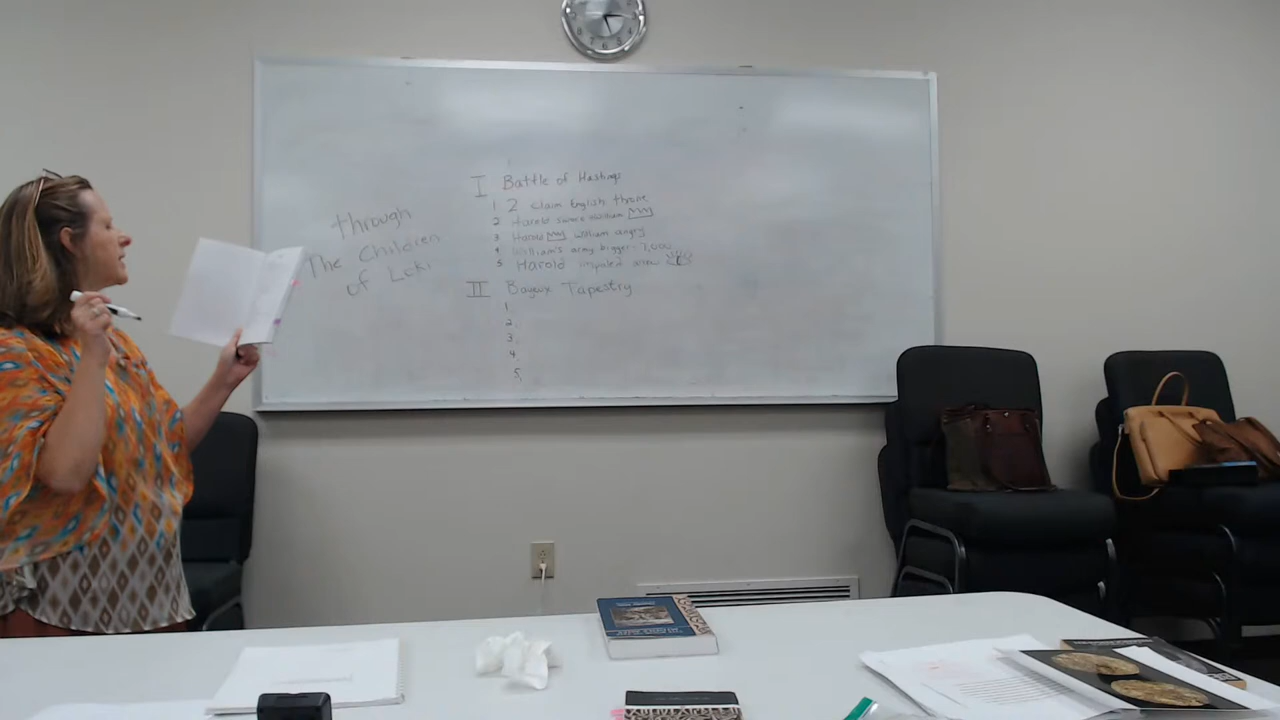 through
The Children
of Loki
I Battle of Hastings
1 2 claim English throne
2 Harold swore William
3 Harold William angry
4 William's army bigger 7,000
5 Harold impaled arrow
II Bayeux Tapestry
1.
2.
3.
4.
5.